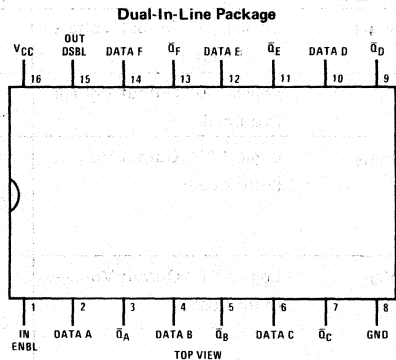 Dual-In-Line Package
VCC OUT DSBL DATA F Q̄F DATA E Q̄E DATA D Q̄D
16 15 14 13 12 11 10 9
1 2 3 4 5 6 7 8
IN ENBL DATA A Q̄A DATA B Q̄B DATA C Q̄C GND
TOP VIEW